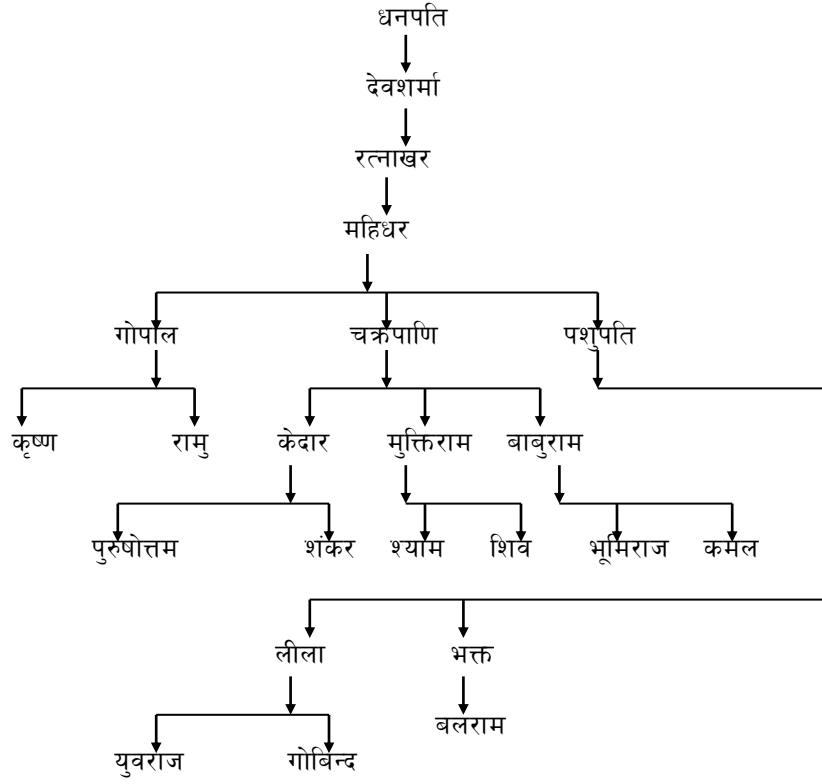 धनपति
देवशर्मा
रत्नाखर
महिधर
गोपाल चक्रपाणि पशुपति
कृष्ण रामु केदार मुक्तिराम बाबुराम
पुरुषोत्तम शंकर श्याम शिव भूमिराज कमल
लीला भक्त
बलराम
युवराज गोबिन्द